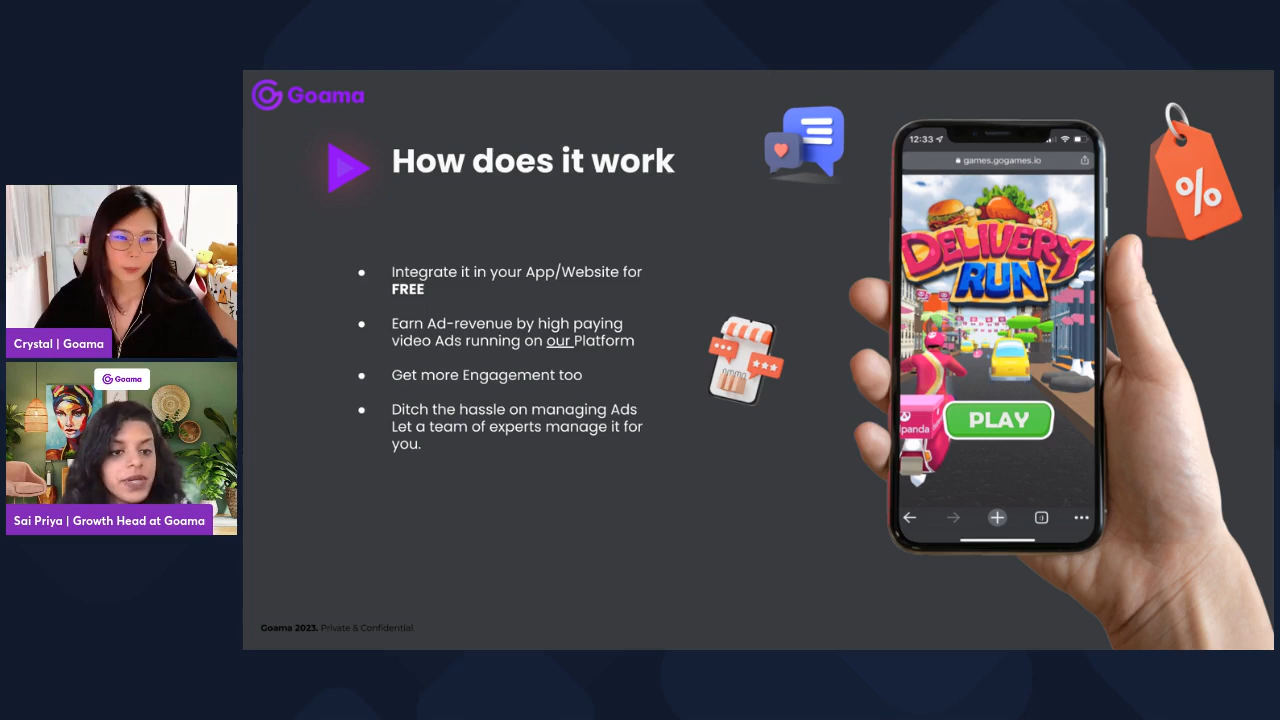 Goama
How does it work
Integrate it in your App/Website for
FREE
Earn Ad-revenue by high paying
video Ads running on our Platform
Get more Engagement too
Ditch the hassle on managing Ads
Let a team of experts manage it for
you.
Goama 2023. Private & Confidential
12:33
games.gogames.io
DELIVERY
RUN
panda
PLAY
%
Crystal | Goama
Goama
Sai Priya | Growth Head at Goama